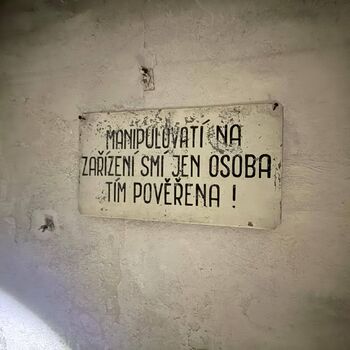 MANIPULOVATÍ NA
ZAŘÍZENÍ SMÍ JEN OSOBA
TÍM POVĚŘENA !